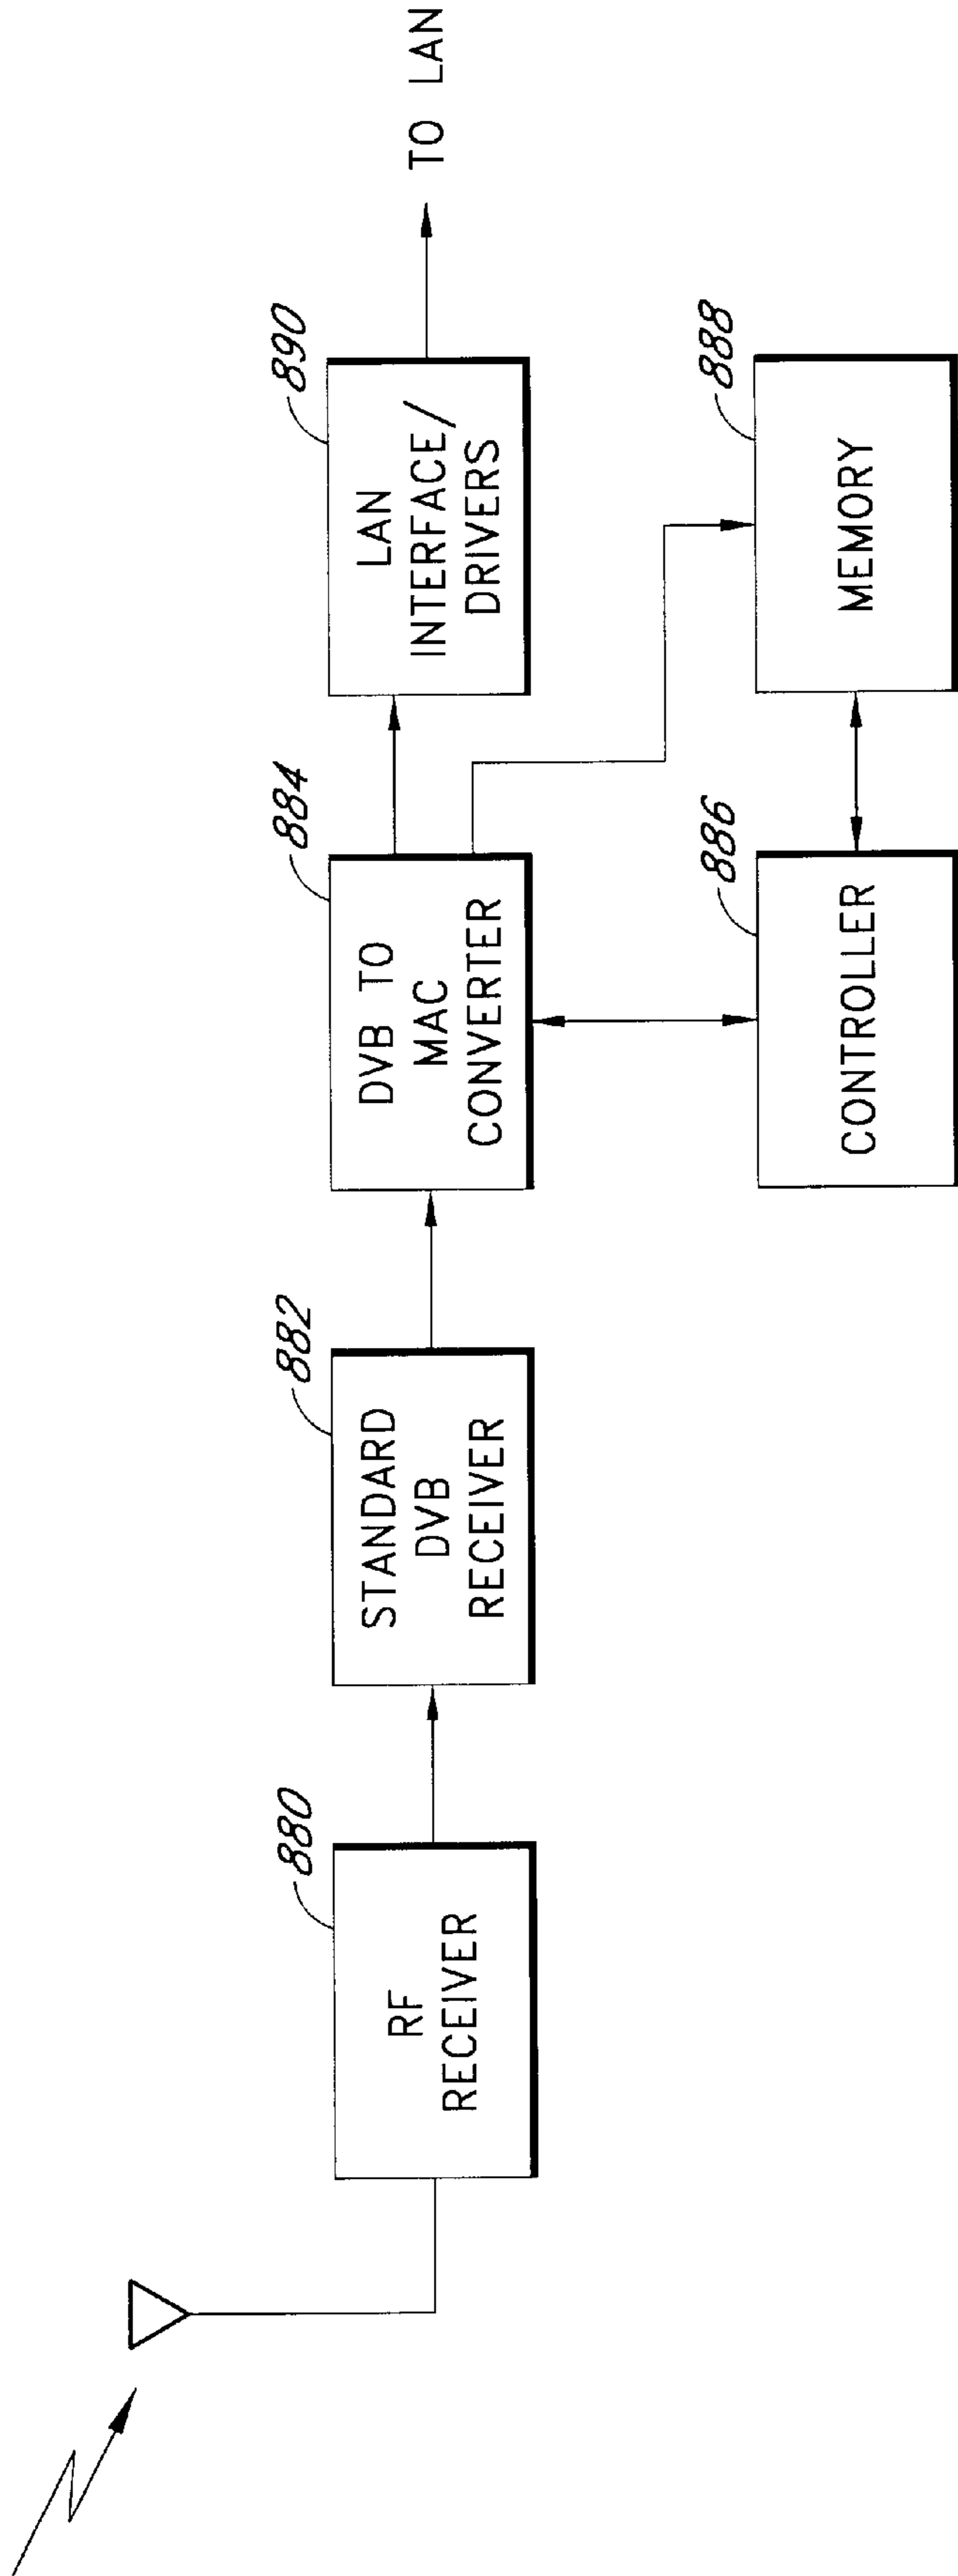 880
RF
RECEIVER
882
STANDARD
DVB
RECEIVER
884
DVB TO
MAC
CONVERTER
890
LAN
INTERFACE/
DRIVERS
TO LAN
886
CONTROLLER
888
MEMORY